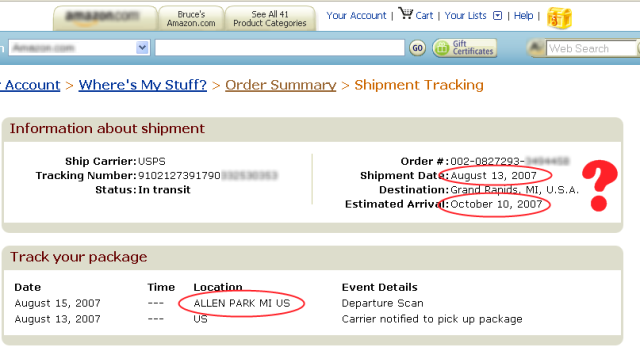 amazon.com
Bruce's Amazon.com
See All 41 Product Categories
Your Account | Cart | Your Lists | Help |
Amazon.com GO Gift Certificates Web Search
Account > Where's My Stuff? > Order Summary > Shipment Tracking
Information about shipment
Ship Carrier: USPS
Tracking Number: 9102127391790
Status: In transit
Order #: 002-0827293-
Shipment Date: August 13, 2007
Destination: Grand Rapids, MI, U.S.A.
Estimated Arrival: October 10, 2007
?
Track your package
Date Time Location Event Details
August 15, 2007 --- ALLEN PARK MI US Departure Scan
August 13, 2007 --- US Carrier notified to pick up package